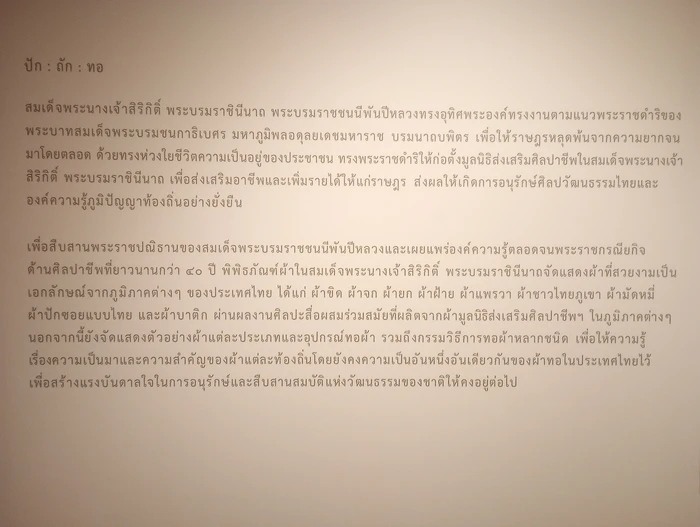 ปัก : ถัก : ทอ
สมเด็จพระนางเจ้าสิริกิติ์ พระบรมราชินีนาถ พระบรมราชชนนีพันปีหลวงทรงอุทิศพระองค์ทรงงานตามแนวพระราชดำริของ
พระบาทสมเด็จพระบรมชนกาธิเบศร มหาภูมิพลอดุลยเดชมหาราช บรมนาถบพิตร เพื่อให้ราษฎรหลุดพ้นจากความยากจน
มาโดยตลอด ด้วยทรงห่วงใยชีวิตความเป็นอยู่ของประชาชน ทรงพระราชดำริให้ก่อตั้งมูลนิธิส่งเสริมศิลปาชีพในสมเด็จพระนางเจ้า
สิริกิติ์ พระบรมราชินีนาถ เพื่อส่งเสริมอาชีพและเพิ่มรายได้ให้แก่ราษฎร ส่งผลให้เกิดการอนุรักษ์ศิลปวัฒนธรรมไทยและ
องค์ความรู้ภูมิปัญญาท้องถิ่นอย่างยั่งยืน
เพื่อสืบสานพระราชปณิธานของสมเด็จพระบรมราชชนนีพันปีหลวงและเผยแพร่องค์ความรู้ตลอดจนพระราชกรณียกิจ
ด้านศิลปาชีพที่ยาวนานกว่า ๔๐ ปี พิพิธภัณฑ์ผ้าในสมเด็จพระนางเจ้าสิริกิติ์ พระบรมราชินีนาถจัดแสดงผ้าที่สวยงามเป็น
เอกลักษณ์จากภูมิภาคต่างๆ ของประเทศไทย ได้แก่ ผ้าขิด ผ้าจก ผ้ายก ผ้าฝ้าย ผ้าแพรวา ผ้าชาวไทยภูเขา ผ้ามัดหมี่
ผ้าปักซอยแบบไทย และผ้าบาติก ผ่านผลงานศิลปะสื่อผสมร่วมสมัยที่ผลิตจากผ้ามูลนิธิส่งเสริมศิลปาชีพฯ ในภูมิภาคต่างๆ
นอกจากนี้ยังจัดแสดงตัวอย่างผ้าแต่ละประเภทและอุปกรณ์ทอผ้า รวมถึงกรรมวิธีการทอผ้าหลากชนิด เพื่อให้ความรู้
เรื่องความเป็นมาและความสำคัญของผ้าแต่ละท้องถิ่นโดยยังคงความเป็นอันหนึ่งอันเดียวกันของผ้าทอในประเทศไทยไว้
เพื่อสร้างแรงบันดาลใจในการอนุรักษ์และสืบสานสมบัติแห่งวัฒนธรรมของชาติให้คงอยู่ต่อไป